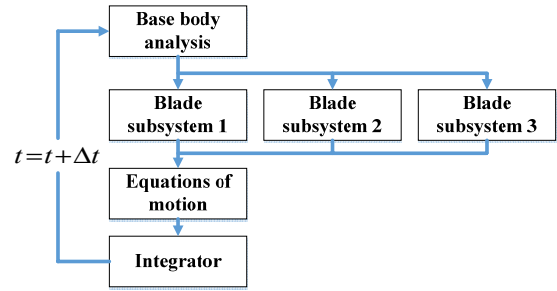 Base body
analysis
Blade
subsystem 1
Blade
subsystem 2
Blade
subsystem 3
t=t+Δt
Equations of
motion
Integrator